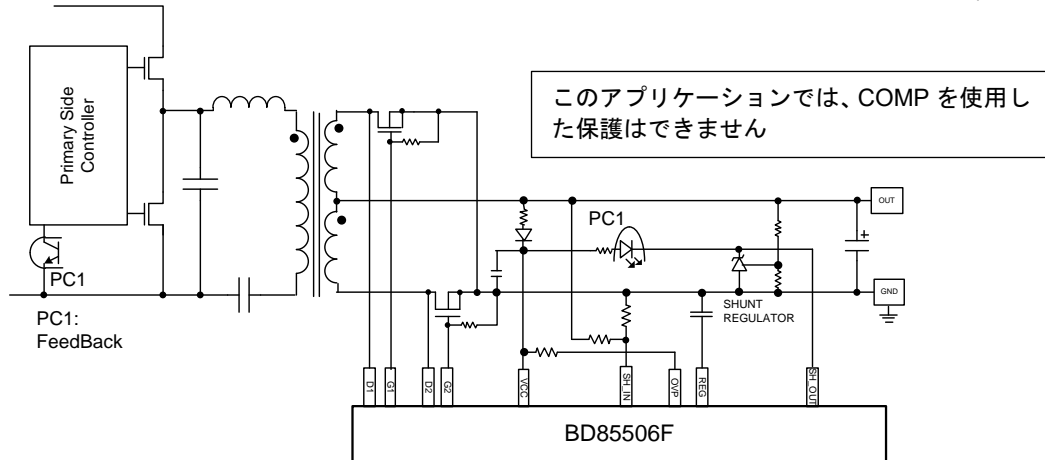 Primary Side
Controller
このアプリケーションでは、COMP を使用し
た保護はできません
OUT
PC1
PC1
GND
SHUNT
REGULATOR
PC1:
FeedBack
D1
G1
D2
G2
VCC
SH_IN
OVP
REG
SH_OUT
BD85506F